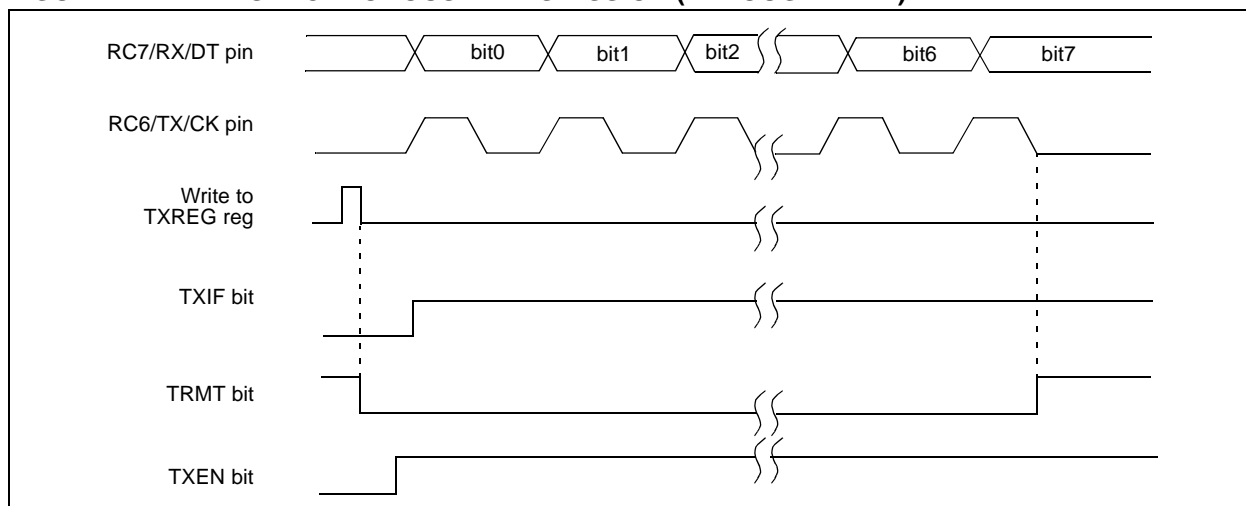 RC7/RX/DT pin
bit0
bit1
bit2
bit6
bit7
RC6/TX/CK pin
Write to
TXREG reg
TXIF bit
TRMT bit
TXEN bit